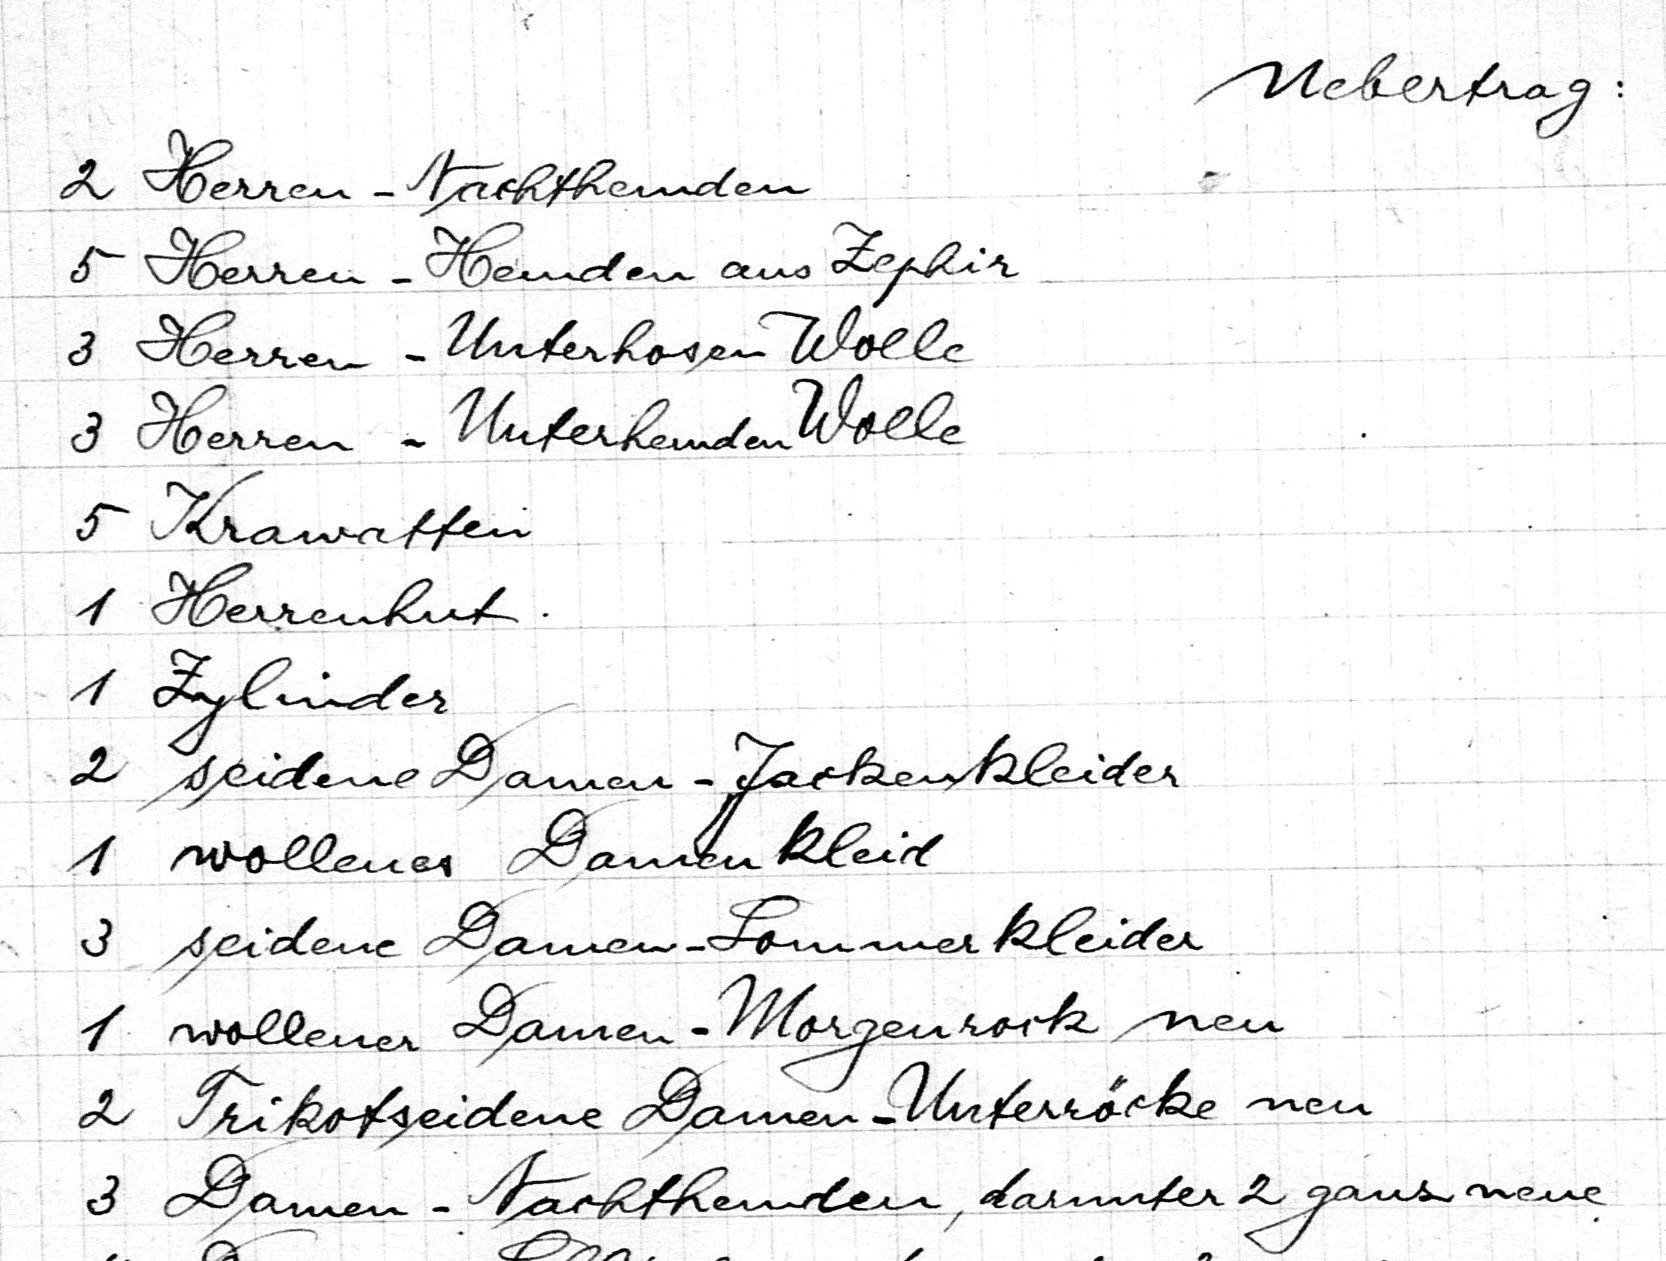 Uebertrag:
2 Herren - Nachthemden
5 Herren - Hemden aus Zephir
3 Herren - Unterhosen Wolle
3 Herren - Unterhemden Wolle
5 Krawatten
1 Herrenhut.
1 Zylinder
2 seidene Damen - Jackenkleider
1 wollenes Damenkleid
3 seidene Damen - Sommerkleider
1 wollener Damen - Morgenrock neu
2 Trikotseidene Damen - Unterröcke neu
3 Damen - Nachthemden, darunter 2 ganz neue